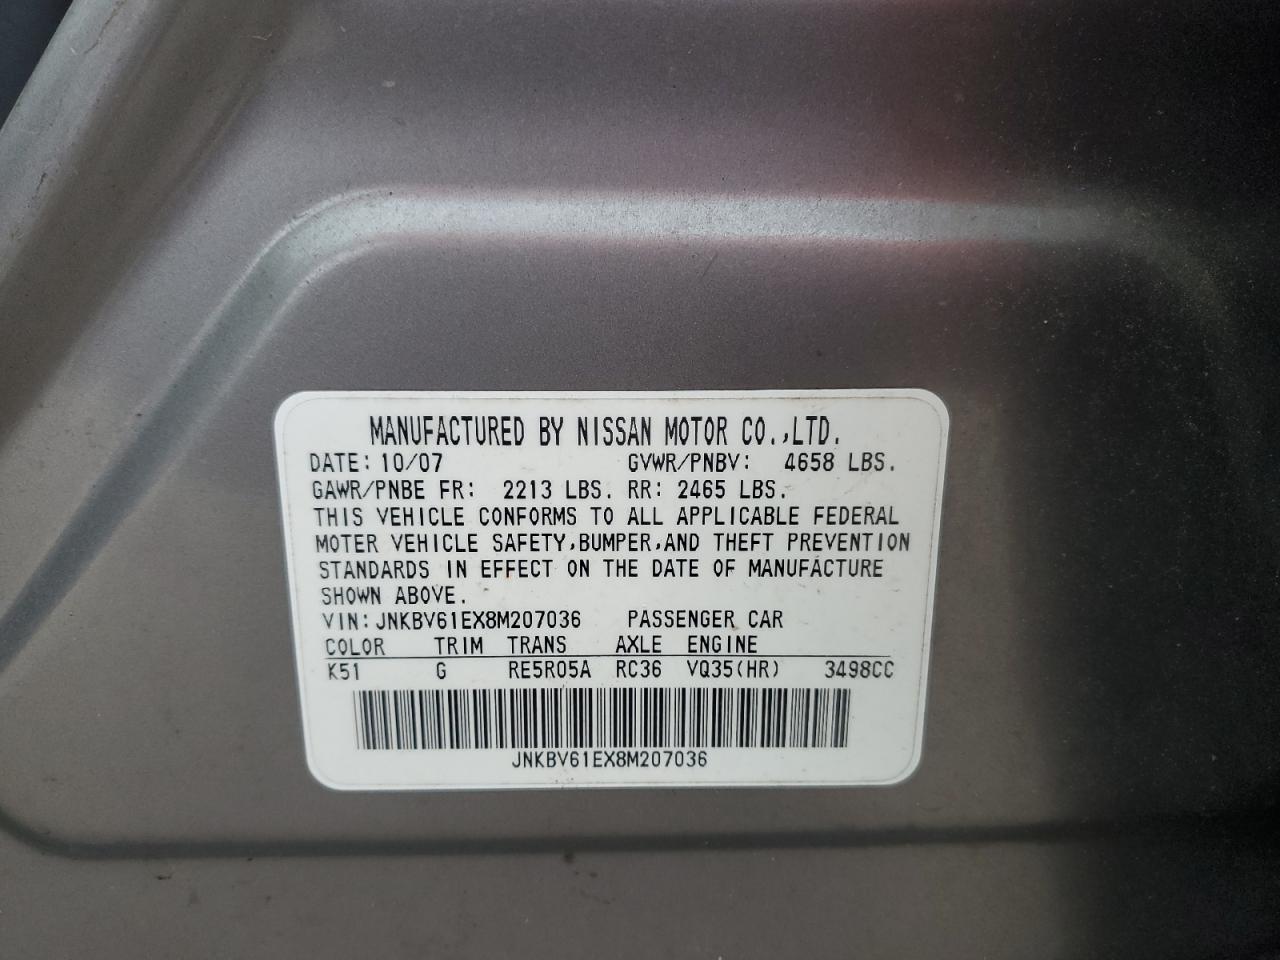 MANUFACTURED BY NISSAN MOTOR CO.,LTD.
DATE: 10/07 GVWR/PNBV: 4658 LBS.
GAWR/PNBE FR: 2213 LBS. RR: 2465 LBS.
THIS VEHICLE CONFORMS TO ALL APPLICABLE FEDERAL
MOTER VEHICLE SAFETY,BUMPER,AND THEFT PREVENTION
STANDARDS IN EFFECT ON THE DATE OF MANUFACTURE
SHOWN ABOVE.
VIN: JNKBV61EX8M207036 PASSENGER CAR
COLOR TRIM TRANS AXLE ENGINE
K51 G RE5R05A RC36 VQ35(HR) 3498CC
JNKBV61EX8M207036